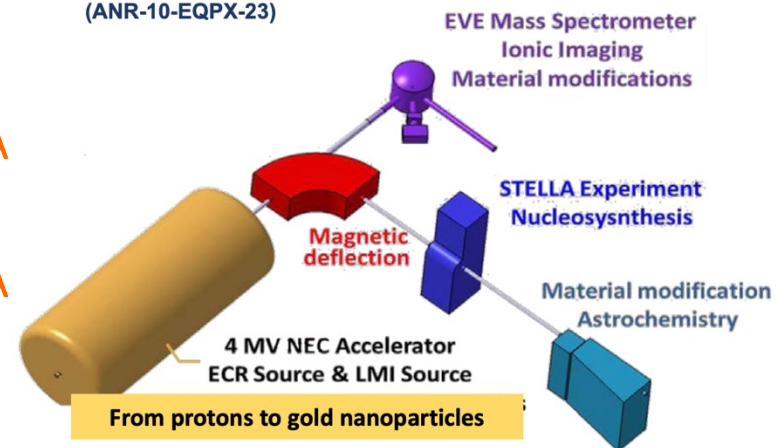 (ANR-10-EQPX-23)
EVE Mass Spectrometer
Ionic Imaging
Material modifications
STELLA Experiment
Nucleosysnthesis
Magnetic
deflection
Material modification
Astrochemistry
4 MV NEC Accelerator
ECR Source & LMI Source
From protons to gold nanoparticles